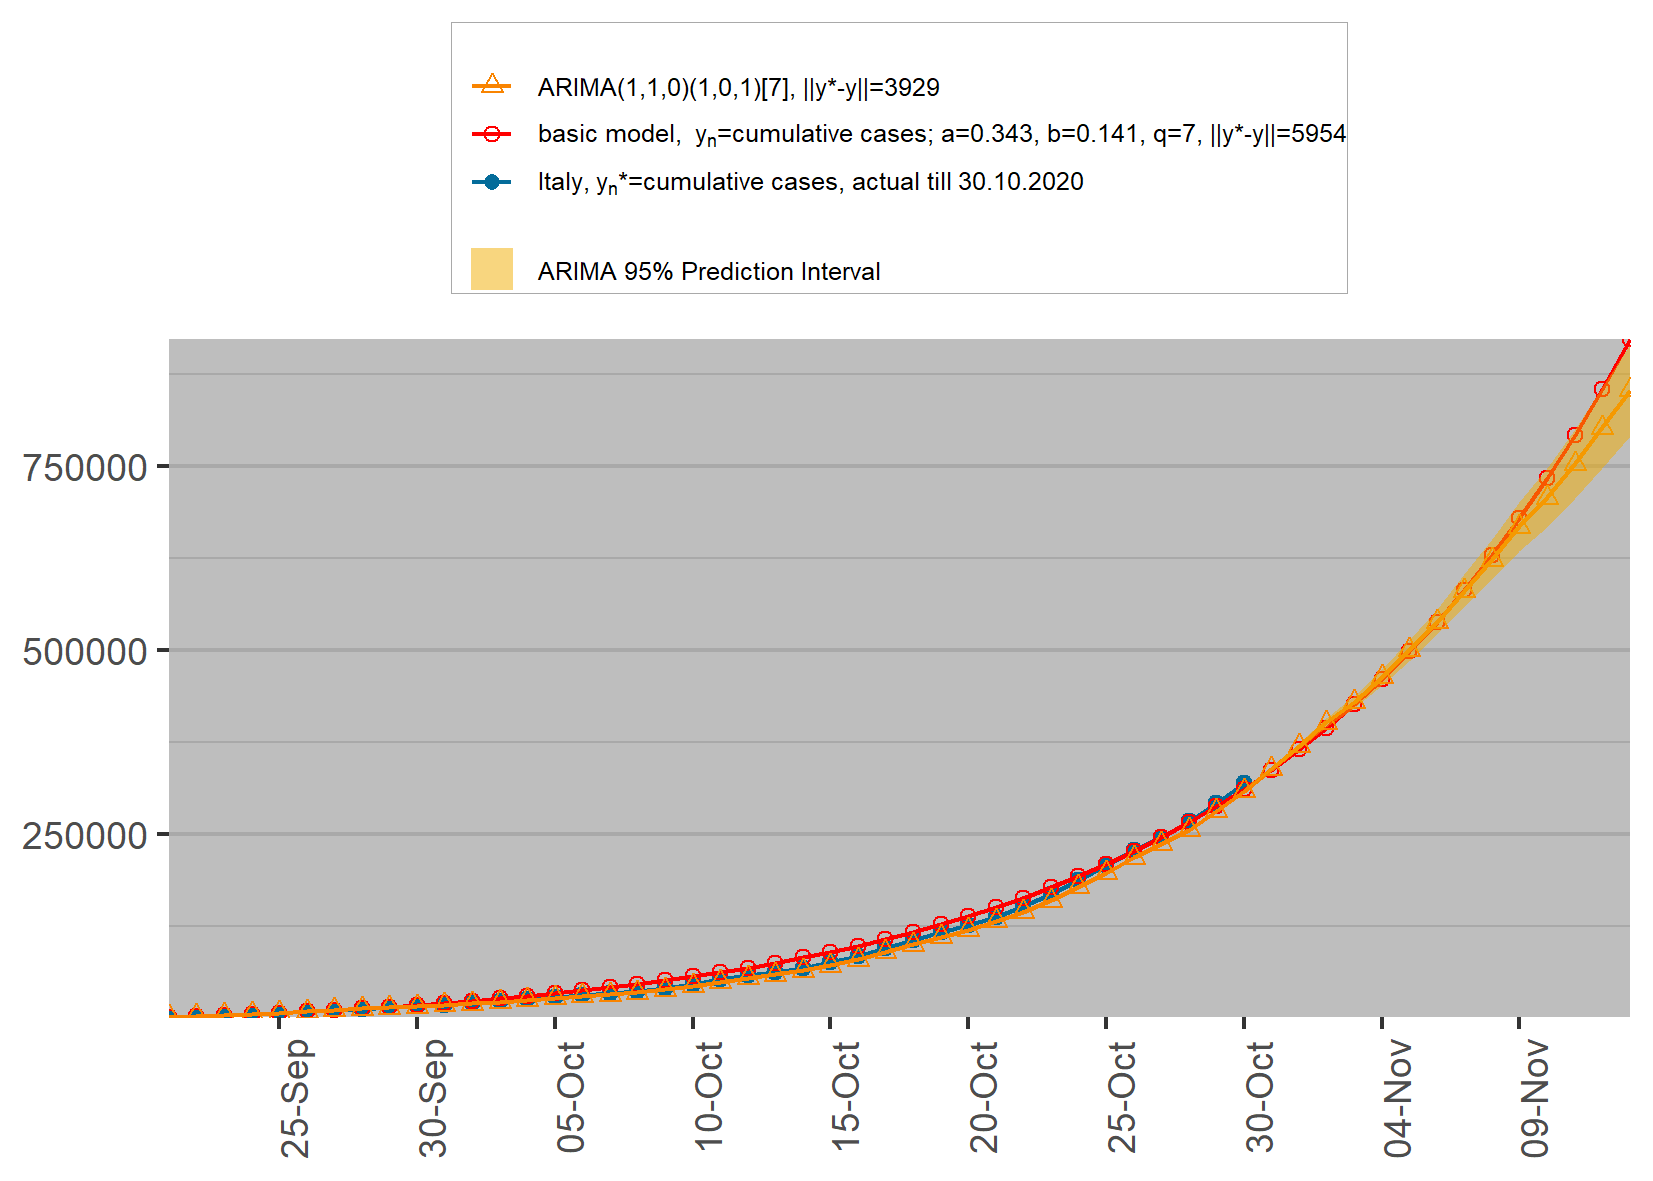 ARIMA(1,1,0)(1,0,1)[7], ||y*-y||=3929
basic model, yn=cumulative cases; a=0.343, b=0.141, q=7, ||y*-y||=5954
Italy, yn*=cumulative cases, actual till 30.10.2020
ARIMA 95% Prediction Interval
750000
500000
250000
25-Sep
30-Sep
05-Oct
10-Oct
15-Oct
20-Oct
25-Oct
30-Oct
04-Nov
09-Nov